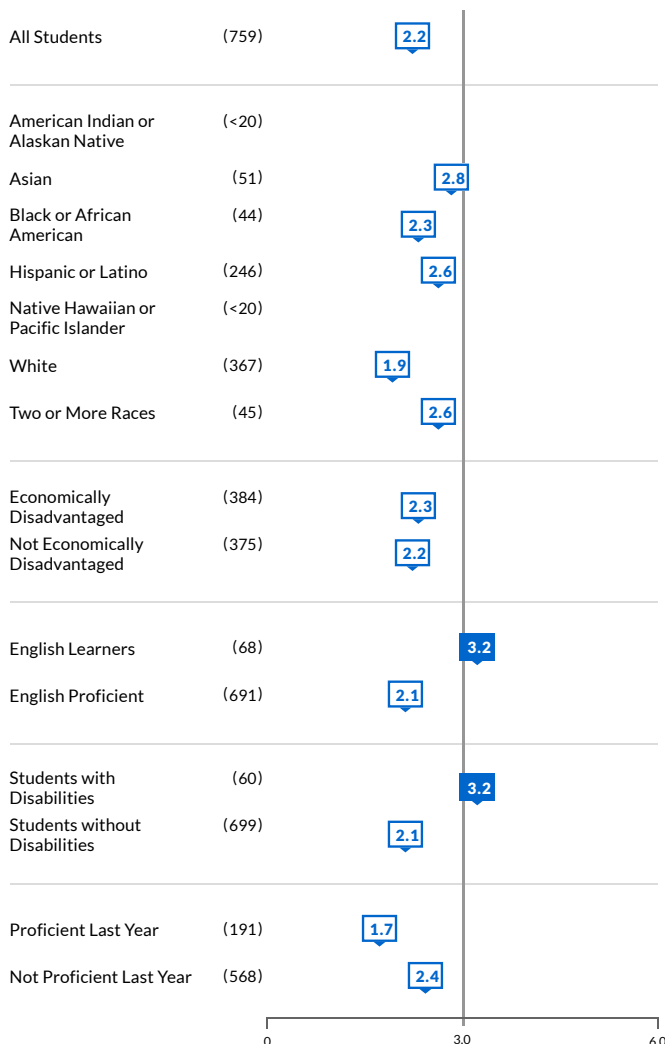 All Students (759) 2.2
American Indian or (<20)
Alaskan Native
Asian (51) 2.8
Black or African (44)
American 2.3
Hispanic or Latino (246) 2.6
Native Hawaiian or (<20)
Pacific Islander
White (367) 1.9
Two or More Races (45) 2.6
Economically (384)
Disadvantaged 2.3
Not Economically (375) 2.2
Disadvantaged
English Learners (68) 3.2
English Proficient (691) 2.1
Students with (60)
Disabilities 3.2
Students without (699)
Disabilities 2.1
Proficient Last Year (191) 1.7
Not Proficient Last Year (568) 2.4
0 3.0 6.0